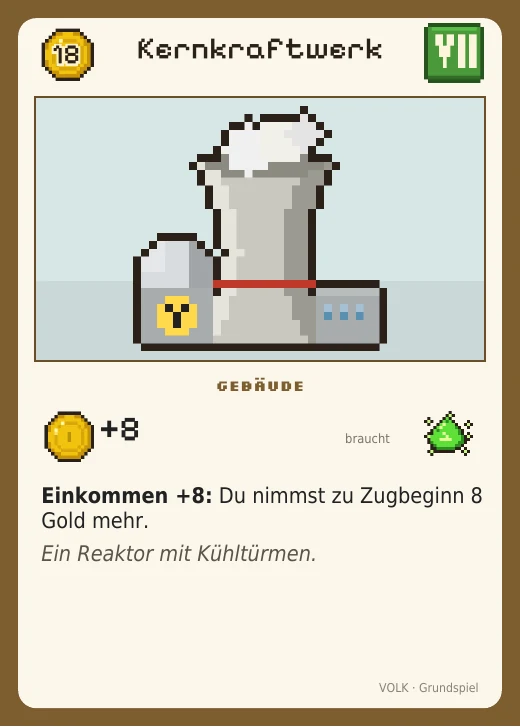 18
Kernkraftwerk
VII
GEBÄUDE
+8
braucht
Einkommen +8: Du nimmst zu Zugbeginn 8
Gold mehr.
Ein Reaktor mit Kühltürmen.
VOLK · Grundspiel